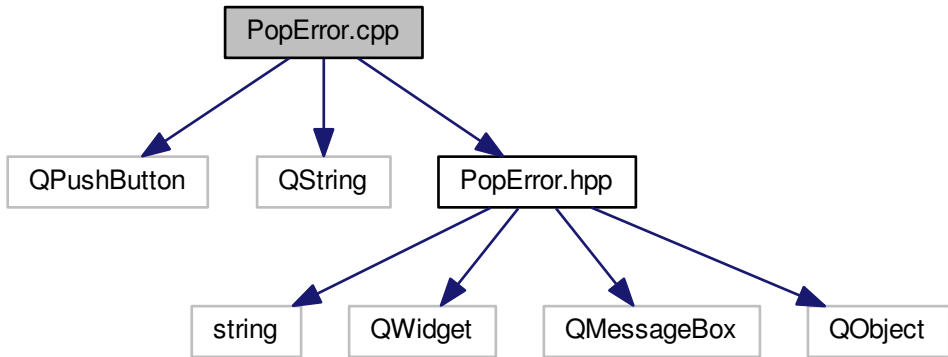 PopError.cpp
QPushButton
QString
PopError.hpp
string
QWidget
QMessageBox
QObject